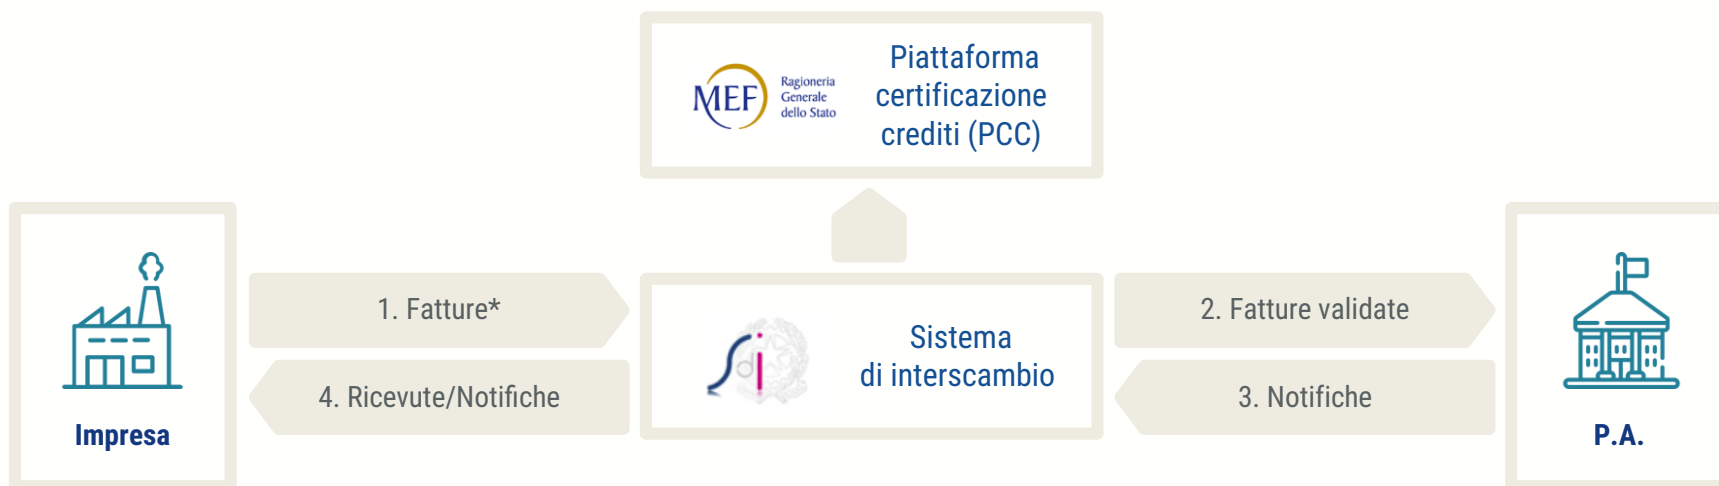 MEF
Ragioneria
Generale
dello Stato
Piattaforma
certificazione
crediti (PCC)
Impresa
1. Fatture*
4. Ricevute/Notifiche
Sdi
Sistema
di interscambio
2. Fatture validate
3. Notifiche
P.A.